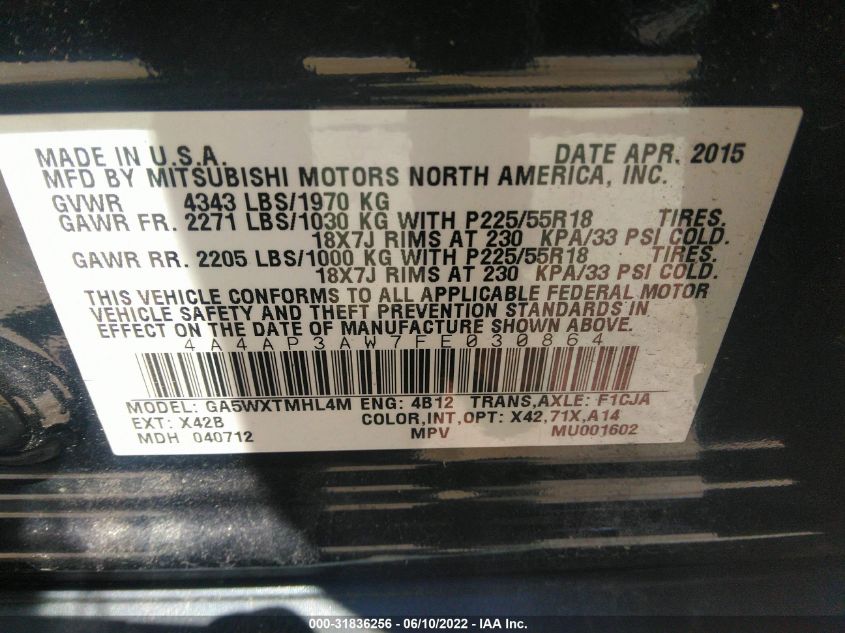 MADE IN U.S.A. DATE APR. 2015
MFD BY MITSUBISHI MOTORS NORTH AMERICA, INC.
GVWR 4343 LBS/1970 KG
GAWR FR. 2271 LBS/1030 KG WITH P225/55R18 TIRES.
18X7J RIMS AT 230 KPA/33 PSI COLD.
GAWR RR. 2205 LBS/1000 KG WITH P225/55R18 TIRES.
18X7J RIMS AT 230 KPA/33 PSI COLD.
THIS VEHICLE CONFORMS TO ALL APPLICABLE FEDERAL MOTOR
VEHICLE SAFETY AND THEFT PREVENTION STANDARDS IN
EFFECT ON THE DATE OF MANUFACTURE SHOWN ABOVE.
4A4AP3AW7FE030864
MODEL: GA5WXTMHL4M ENG: 4B12 TRANS,AXLE: F1CJA
EXT: X42B COLOR,INT,OPT: X42,71X,A14
MDH 040712 MPV MU001602
000-31836256 - 06/10/2022 - IAA Inc.